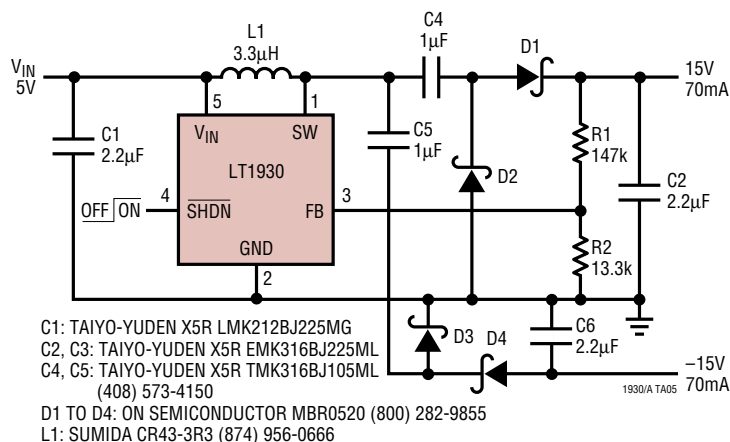 L1
3.3µH
C4
1µF
D1
VIN
5V
15V
70mA
5
1
C1
2.2µF
VIN
SW
C5
1µF
R1
147k
LT1930
D2
C2
2.2µF
OFF ON
4
SHDN
FB
3
GND
R2
13.3k
2
C1: TAIYO-YUDEN X5R LMK212BJ225MG
C2, C3: TAIYO-YUDEN X5R EMK316BJ225ML
C4, C5: TAIYO-YUDEN X5R TMK316BJ105ML
(408) 573-4150
D1 TO D4: ON SEMICONDUCTOR MBR0520 (800) 282-9855
L1: SUMIDA CR43-3R3 (874) 956-0666
D3
D4
C6
2.2µF
–15V
70mA
1930/A TA05